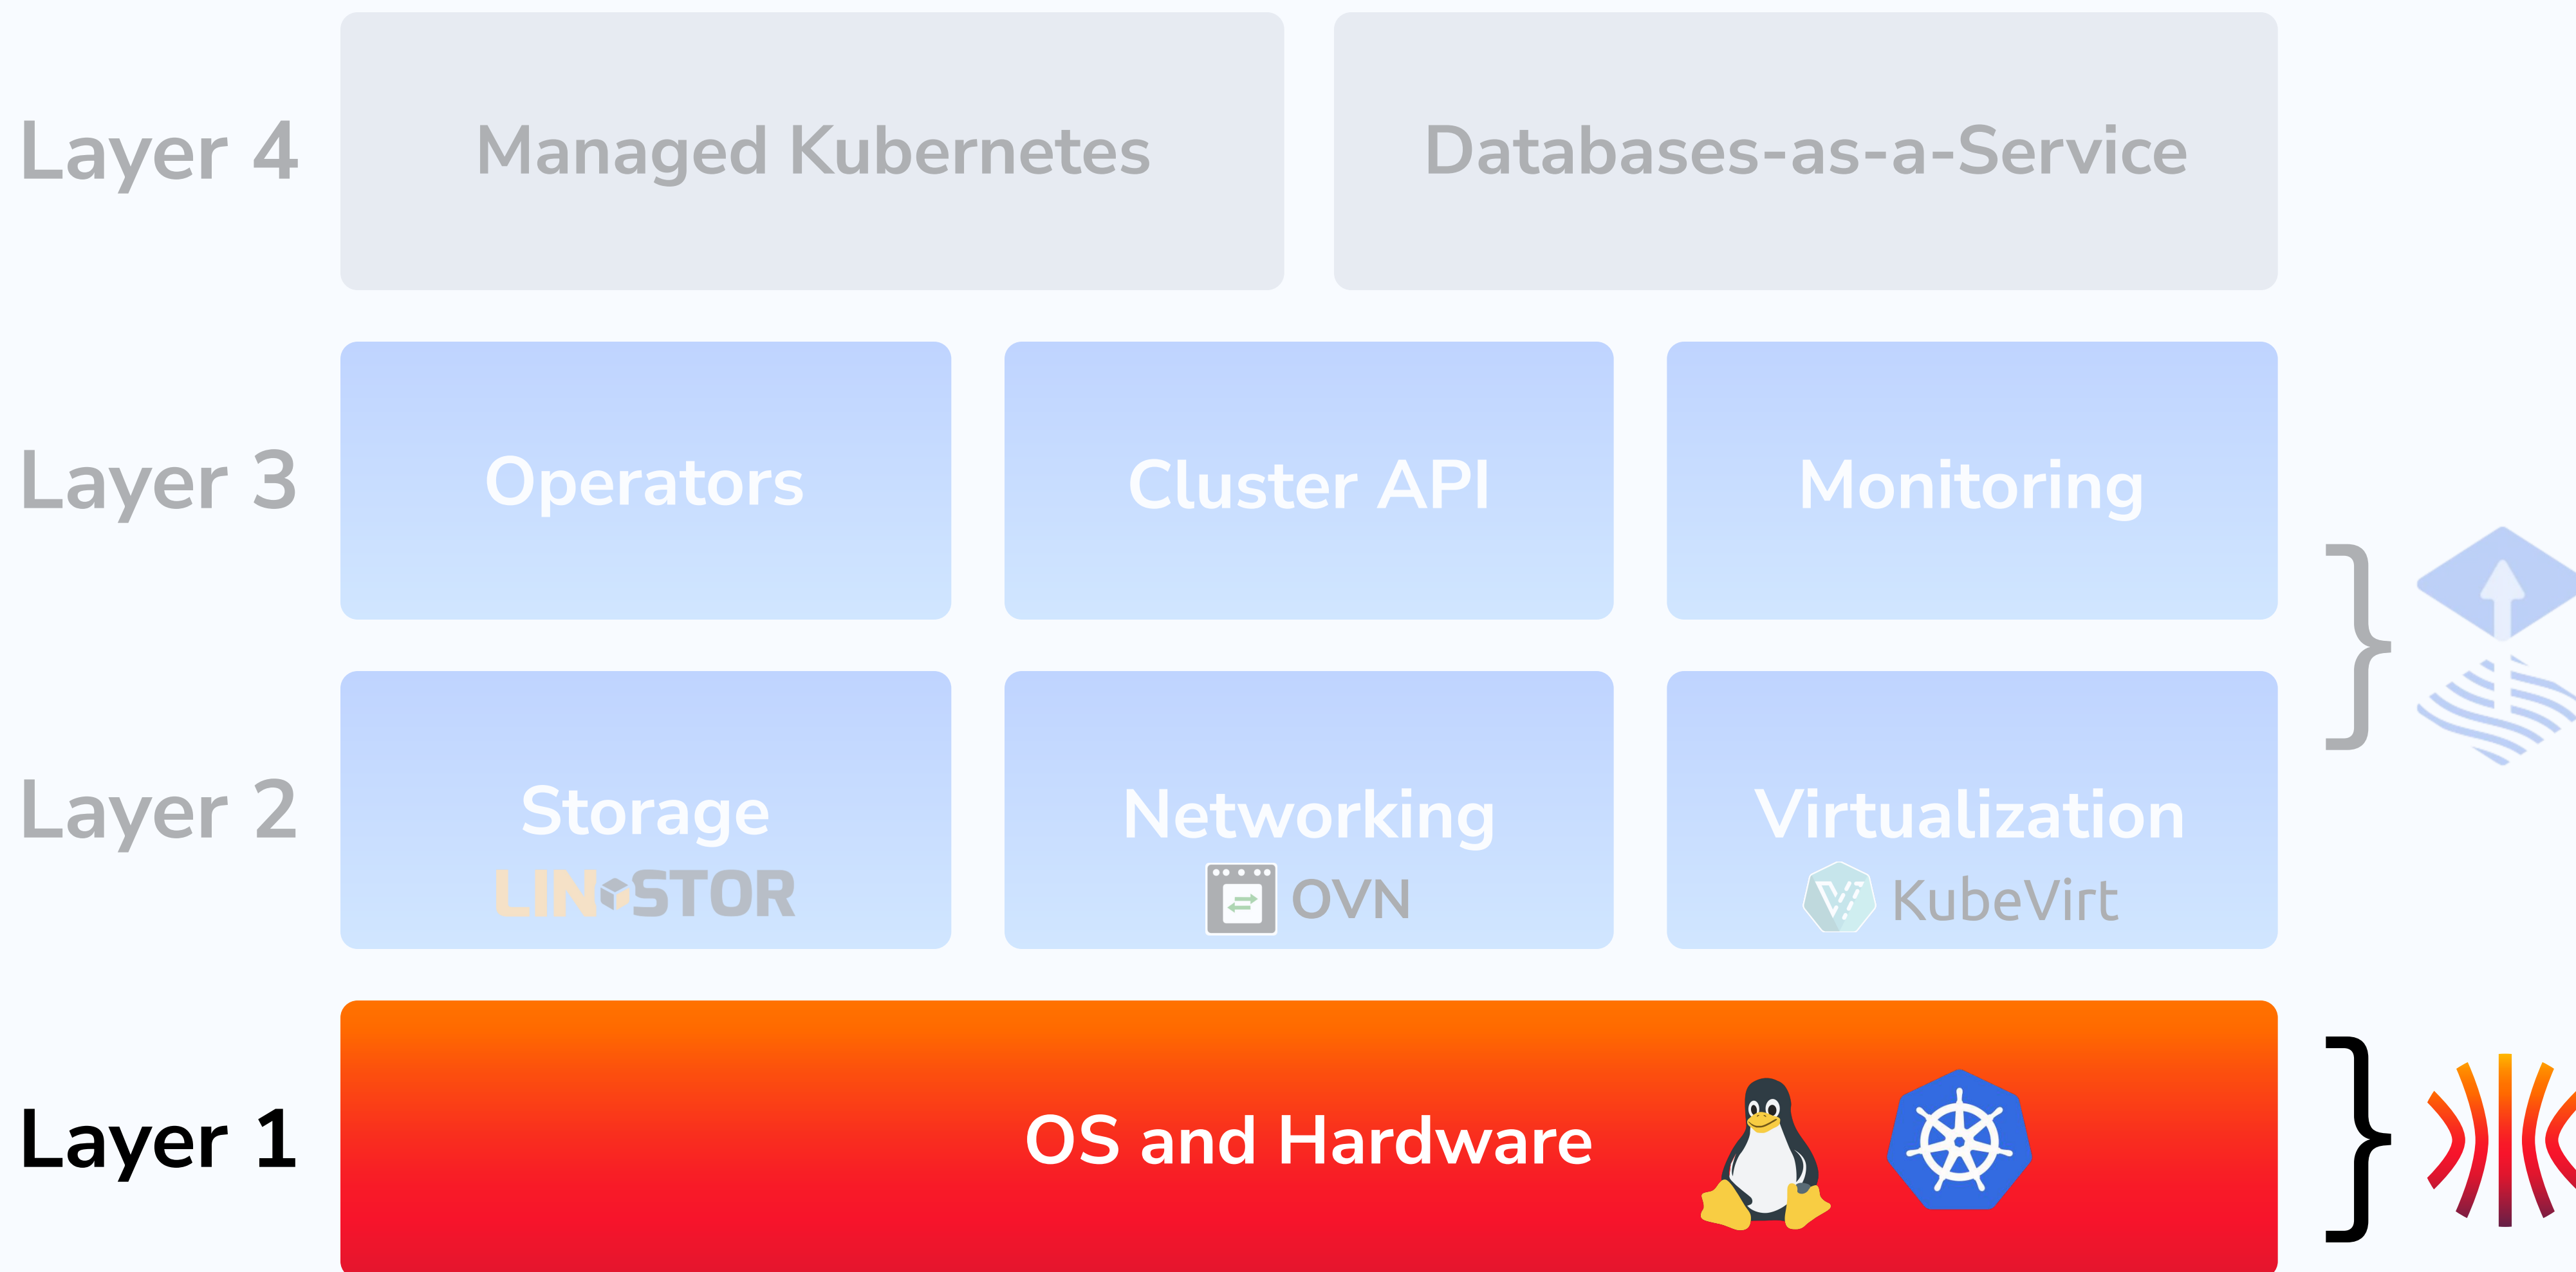 Layer 4
Managed Kubernetes
Databases-as-a-Service
Layer 3
Operators
Cluster API
Monitoring
Layer 2
Storage
LINSTOR
Networking
OVN
Virtualization
KubeVirt
Layer 1
OS and Hardware